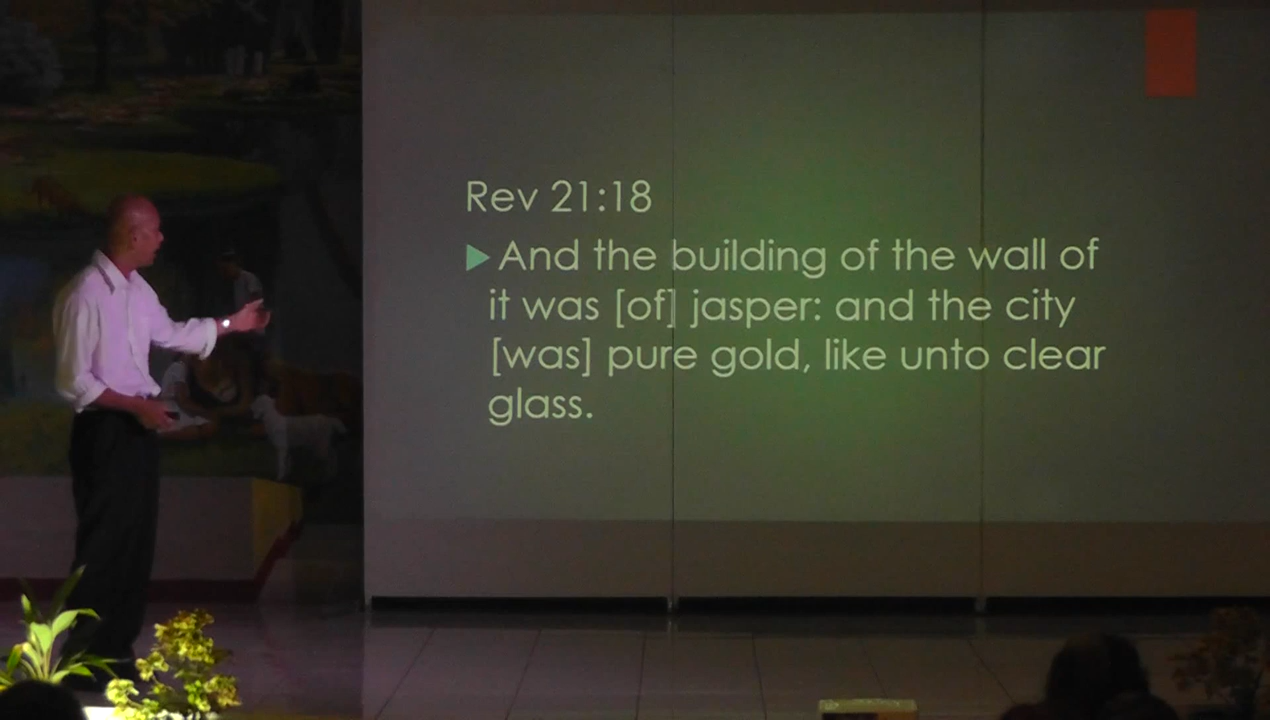 Rev 21:18
And the building of the wall of
it was [of] jasper: and the city
[was] pure gold, like unto clear
glass.